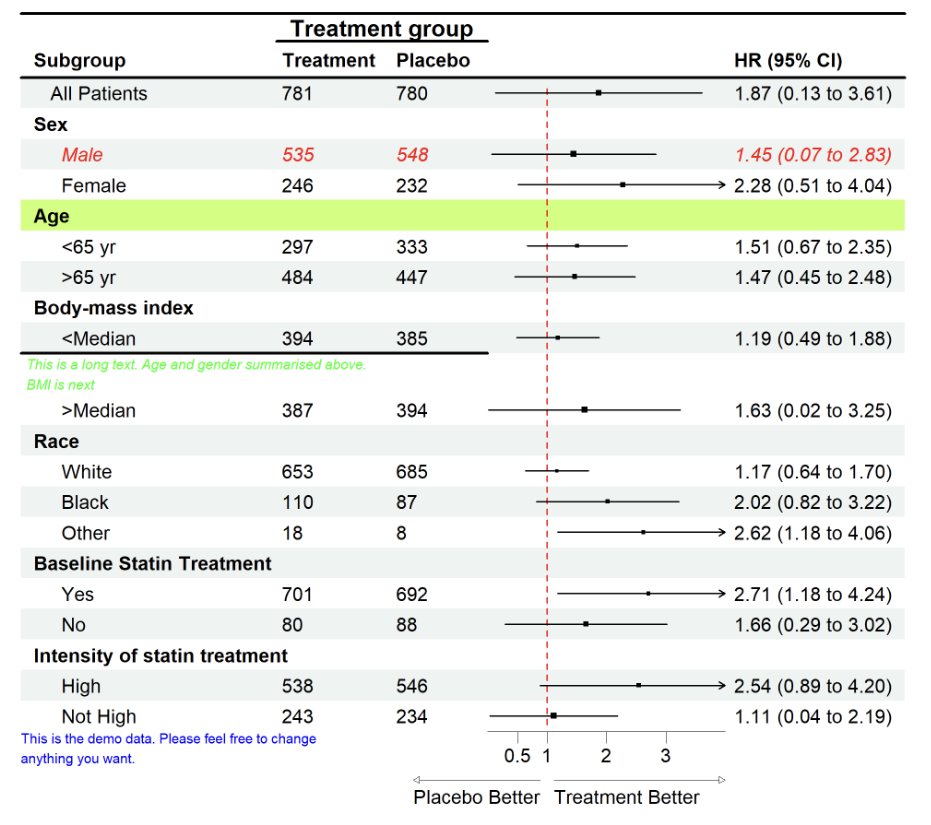 Treatment group
Subgroup Treatment Placebo HR (95% CI)
All Patients 781 780 1.87 (0.13 to 3.61)
Sex
Male 535 548 1.45 (0.07 to 2.83)
Female 246 232 2.28 (0.51 to 4.04)
Age
<65 yr 297 333 1.51 (0.67 to 2.35)
>65 yr 484 447 1.47 (0.45 to 2.48)
Body-mass index
<Median 394 385 1.19 (0.49 to 1.88)
This is a long text. Age and gender summarised above.
BMI is next
>Median 387 394 1.63 (0.02 to 3.25)
Race
White 653 685 1.17 (0.64 to 1.70)
Black 110 87 2.02 (0.82 to 3.22)
Other 18 8 2.62 (1.18 to 4.06)
Baseline Statin Treatment
Yes 701 692 2.71 (1.18 to 4.24)
No 80 88 1.66 (0.29 to 3.02)
Intensity of statin treatment
High 538 546 2.54 (0.89 to 4.20)
Not High 243 234 1.11 (0.04 to 2.19)
This is the demo data. Please feel free to change
anything you want.
0.5 1 2 3
Placebo Better Treatment Better